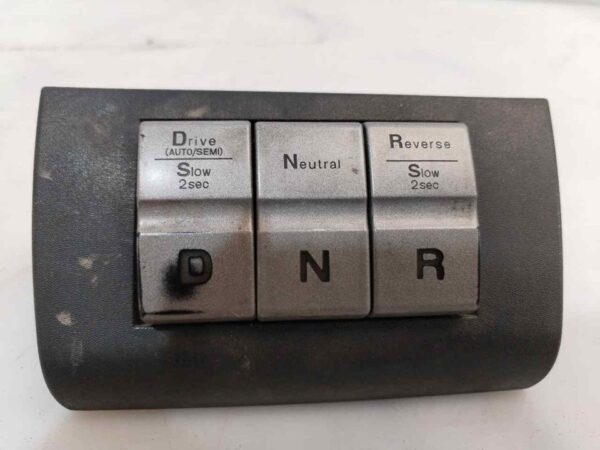 Drive
(AUTO/SEMI)
Slow
2sec
D
Neutral
N
Reverse
Slow
2sec
R